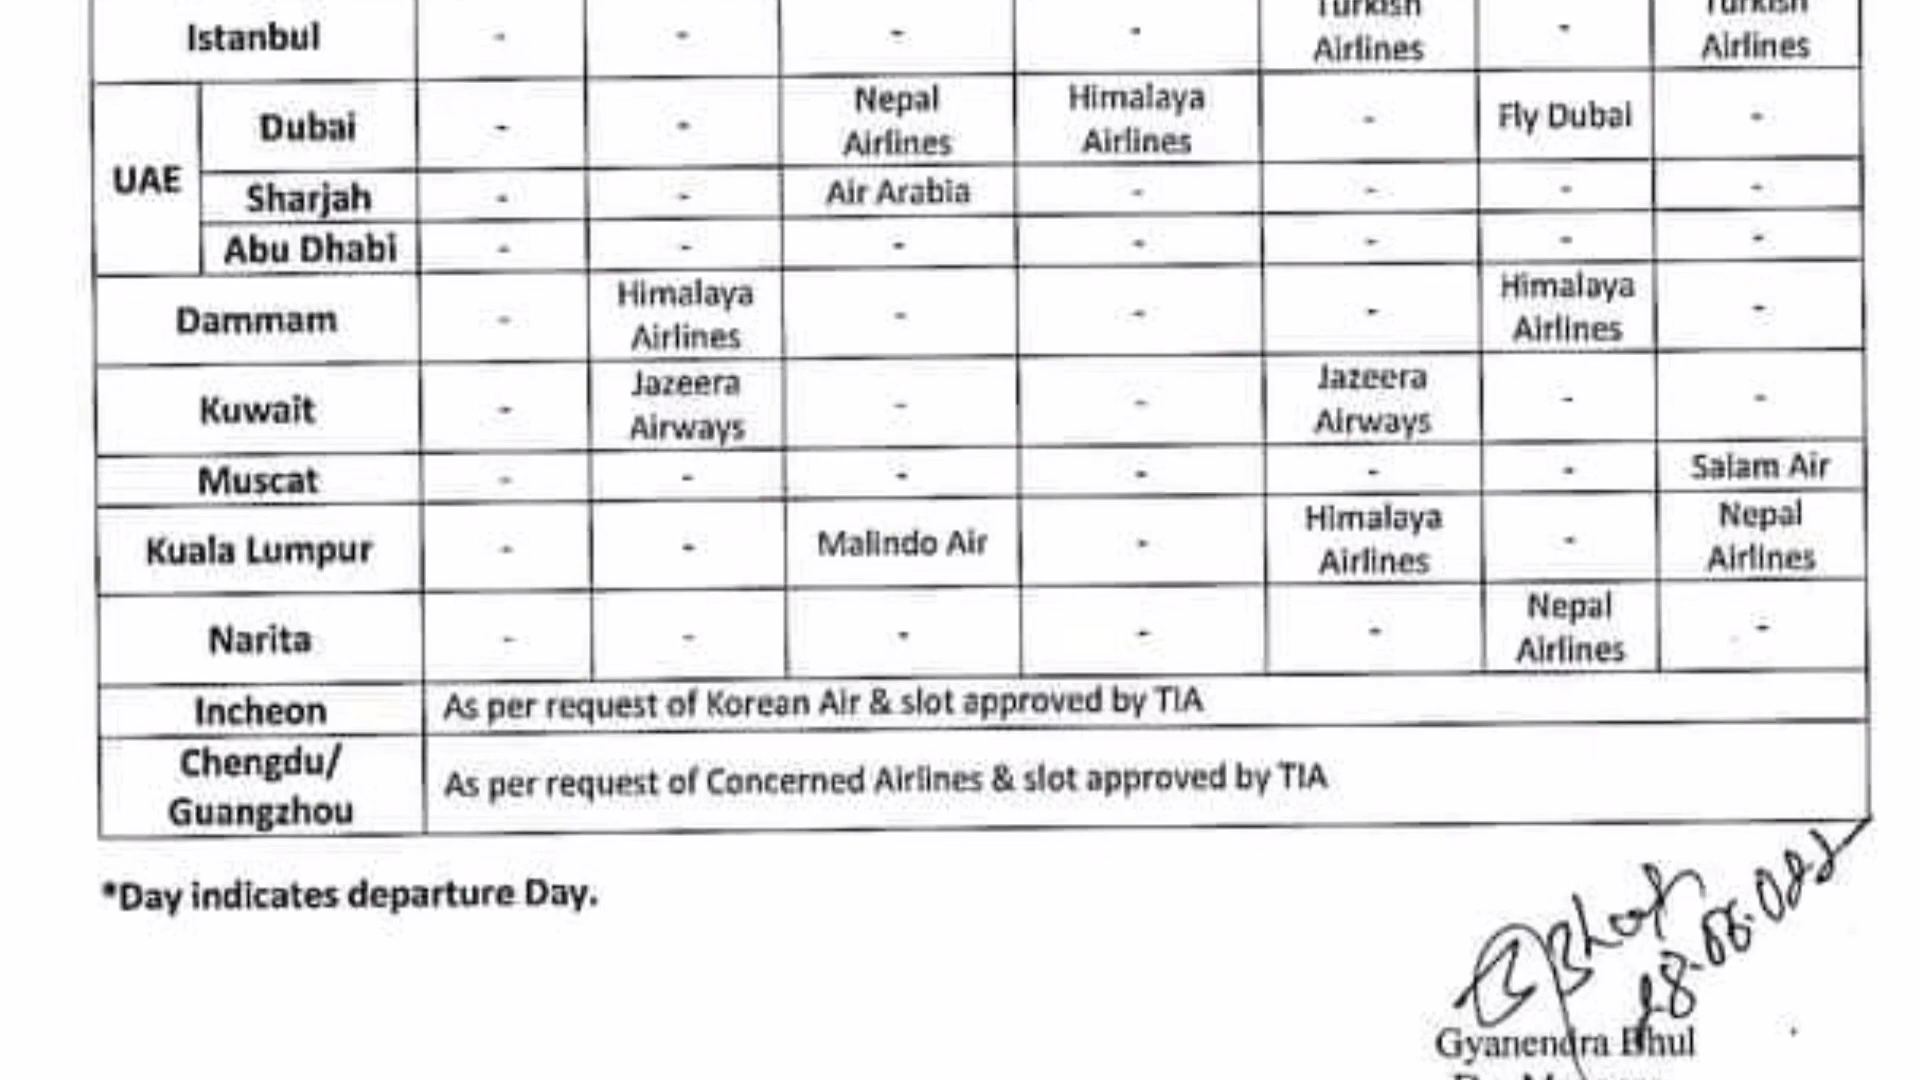 Istanbul - - - - Turkish Airlines - Turkish Airlines
UAE
Dubai - - Nepal Airlines Himalaya Airlines - Fly Dubai -
Sharjah - - Air Arabia - - - -
Abu Dhabi - - - - - - -
Dammam - Himalaya Airlines - - - Himalaya Airlines -
Kuwait - Jazeera Airways - - Jazeera Airways - -
Muscat - - - - - - Salam Air
Kuala Lumpur - - Malindo Air - Himalaya Airlines - Nepal Airlines
Narita - - - - - Nepal Airlines -
Incheon As per request of Korean Air & slot approved by TIA
Chengdu/ Guangzhou As per request of Concerned Airlines & slot approved by TIA
*Day indicates departure Day.
Gyanendra Bhul